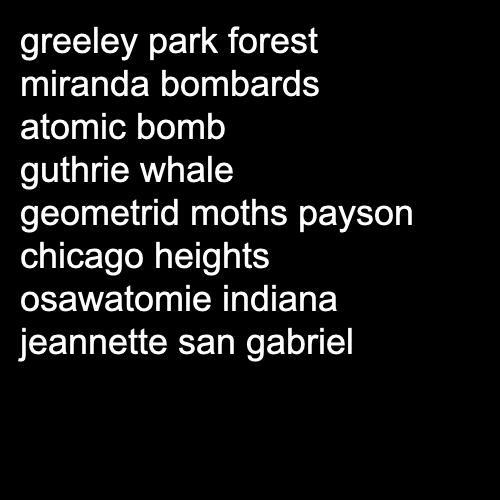 greeley park forest
miranda bombards
atomic bomb
guthrie whale
geometrid moths payson
chicago heights
osawatomie indiana
jeannette san gabriel